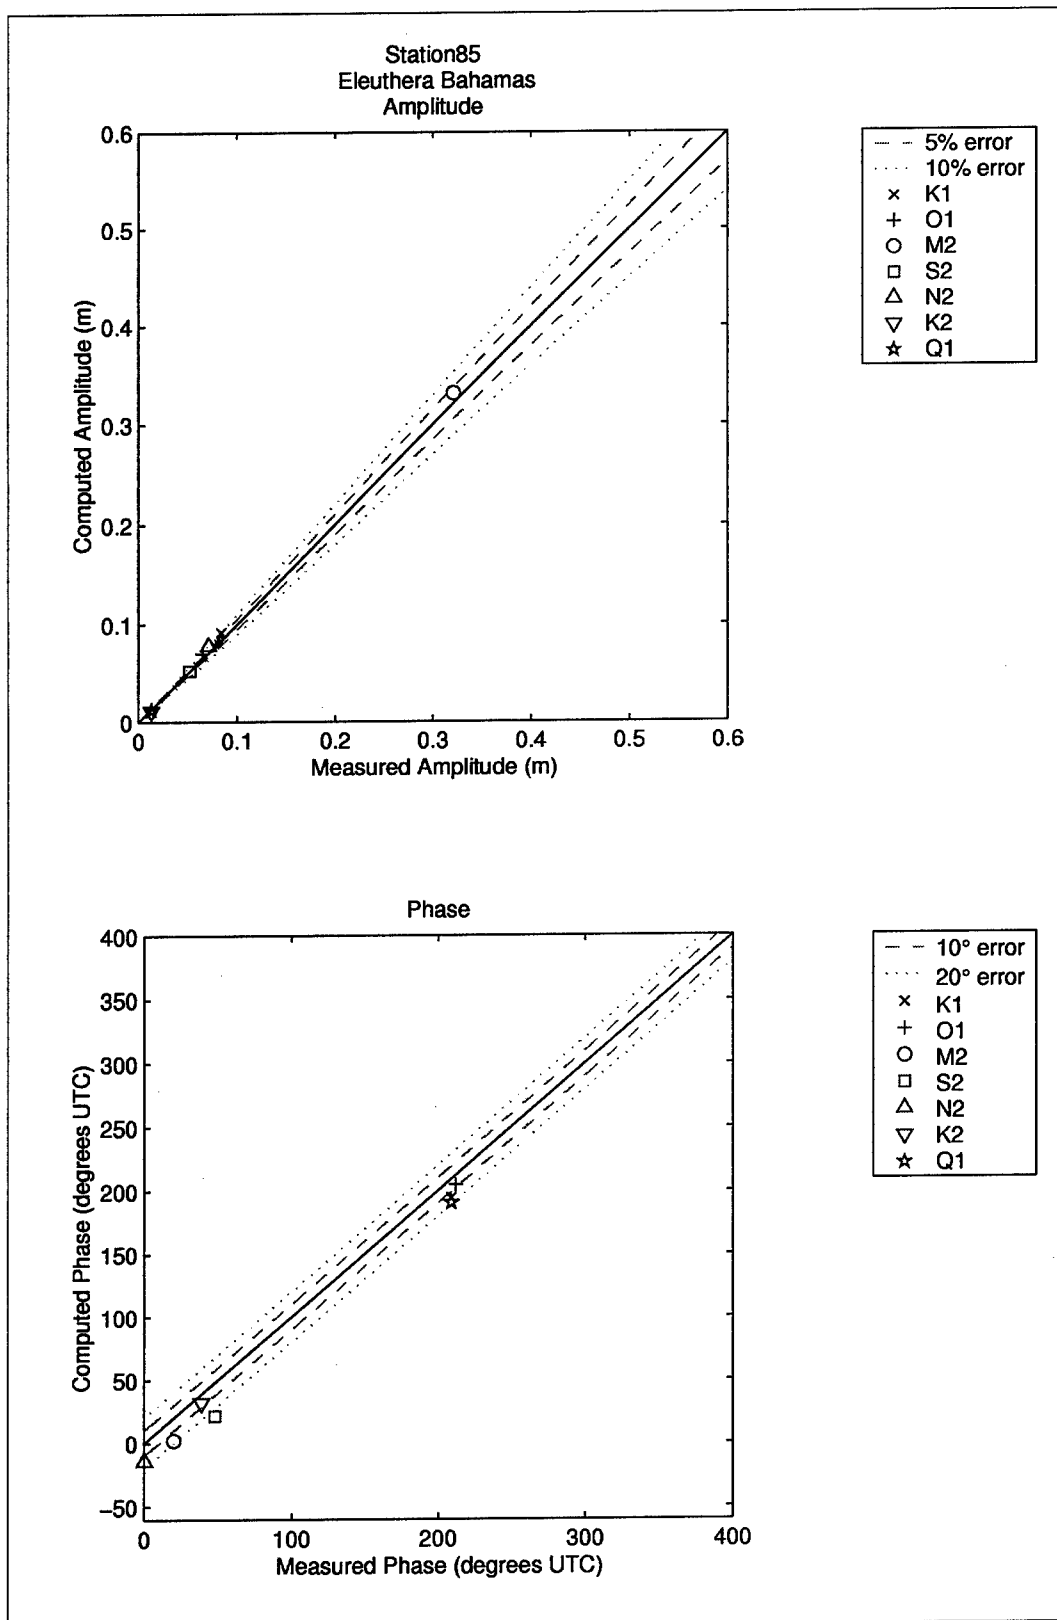 Station85
Eleuthera Bahamas
Amplitude
0.6
0.5
0.4
0.3
0.2
0.1
0
Computed Amplitude (m)
0 0.1 0.2 0.3 0.4 0.5 0.6
Measured Amplitude (m)
5% error
10% error
K1
O1
M2
S2
N2
K2
Q1
Phase
400
350
300
250
200
150
100
50
0
−50
Computed Phase (degrees UTC)
0 100 200 300 400
Measured Phase (degrees UTC)
10° error
20° error
K1
O1
M2
S2
N2
K2
Q1